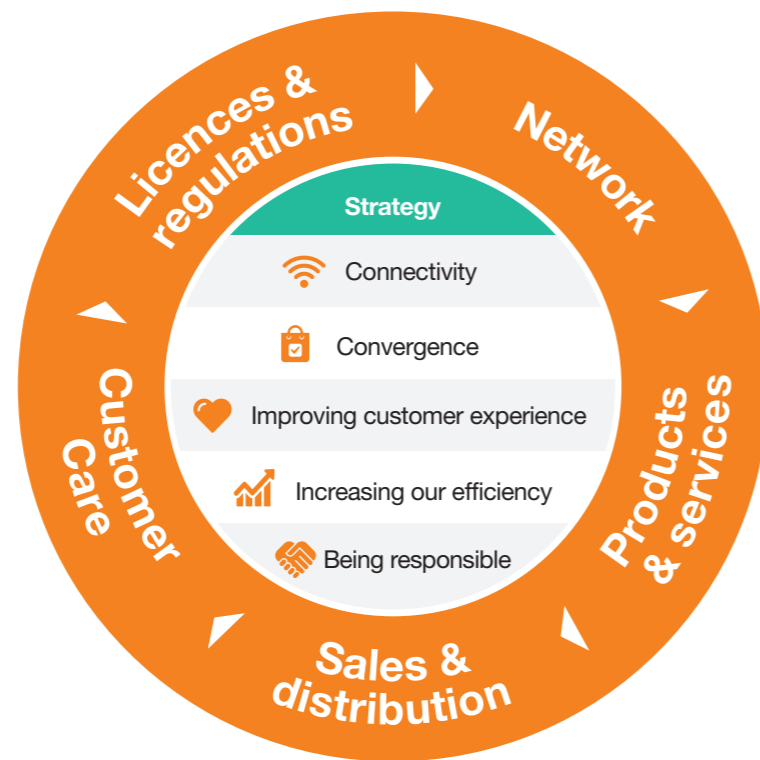 Licences &
regulations
Network
Products
& services
Sales &
distribution
Customer
Care
Strategy
Connectivity
Convergence
Improving customer experience
Increasing our efficiency
Being responsible